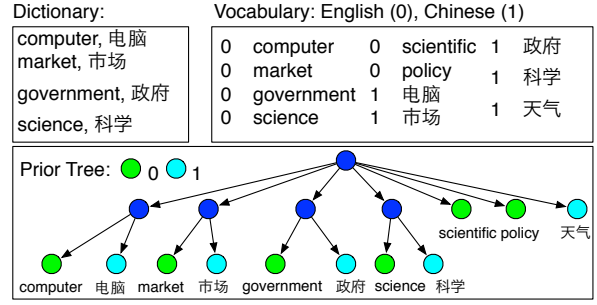 Dictionary:
computer, 电脑
market, 市场
government, 政府
science, 科学
Vocabulary: English (0), Chinese (1)
0 computer 0 scientific 1 政府
0 market 0 policy 1 科学
0 government 1 电脑 1 天气
0 science 1 市场
Prior Tree: 0 1
scientific policy 天气
computer 电脑 market 市场 government 政府 science 科学